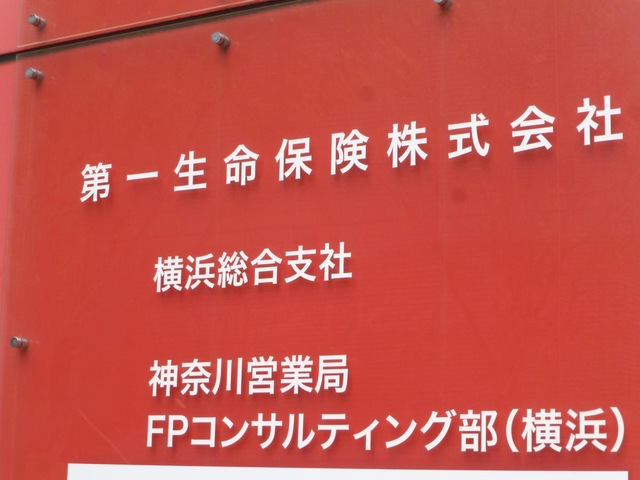 第一生命保険株式会社
横浜総合支社
神奈川営業局
FPコンサルティング部(横浜)